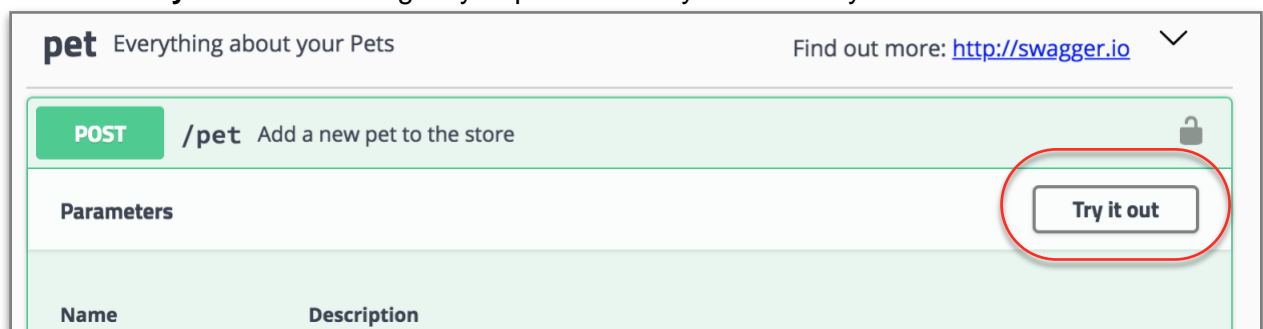 pet Everything about your Pets Find out more: http://swagger.io
POST /pet Add a new pet to the store
Parameters Try it out
Name Description